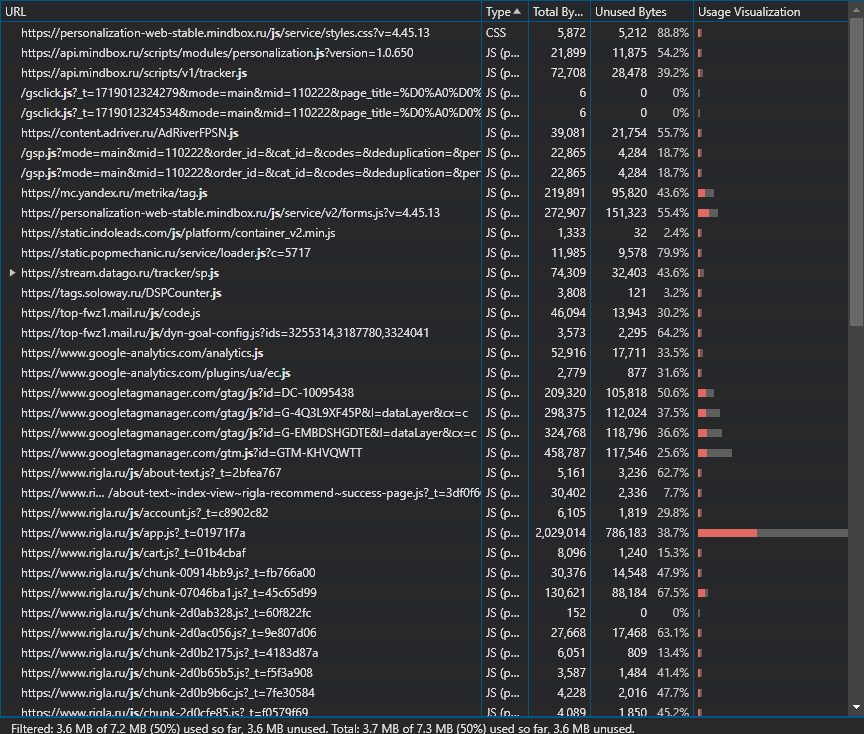 URL Type Total By... Unused Bytes Usage Visualization
https://personalization-web-stable.mindbox.ru/js/service/styles.css?v=4.45.13 CSS 5,872 5,212 88.8%
https://api.mindbox.ru/scripts/modules/personalization.js?version=1.0.650 JS (p... 21,899 11,875 54.2%
https://api.mindbox.ru/scripts/v1/tracker.js JS (p... 72,708 28,478 39.2%
/gsclick.js?_t=1719012324279&mode=main&mid=110222&page_title=%D0%A0%D0% JS (p... 6 0 0%
/gsclick.js?_t=1719012324534&mode=main&mid=110222&page_title=%D0%A0%D0% JS (p... 6 0 0%
https://content.adriver.ru/AdRiverFPSN.js JS (p... 39,081 21,754 55.7%
/gsp.js?mode=main&mid=110222&order_id=&cat_id=&codes=&deduplication=&per JS (p... 22,865 4,284 18.7%
/gsp.js?mode=main&mid=110222&order_id=&cat_id=&codes=&deduplication=&per JS (p... 22,865 4,284 18.7%
https://mc.yandex.ru/metrika/tag.js JS (p... 219,891 95,820 43.6%
https://personalization-web-stable.mindbox.ru/js/service/v2/forms.js?v=4.45.13 JS (p... 272,907 151,323 55.4%
https://static.indoleads.com/js/platform/container_v2.min.js JS (p... 1,333 32 2.4%
https://static.popmechanic.ru/service/loader.js?c=5717 JS (p... 11,985 9,578 79.9%
https://stream.datago.ru/tracker/sp.js JS (p... 74,309 32,403 43.6%
https://tags.soloway.ru/DSPCounter.js JS (p... 3,808 121 3.2%
https://top-fwz1.mail.ru/js/code.js JS (p... 46,094 13,943 30.2%
https://top-fwz1.mail.ru/js/dyn-goal-config.js?ids=3255314,3187780,3324041 JS (p... 3,573 2,295 64.2%
https://www.google-analytics.com/analytics.js JS (p... 52,916 17,711 33.5%
https://www.google-analytics.com/plugins/ua/ec.js JS (p... 2,779 877 31.6%
https://www.googletagmanager.com/gtag/js?id=DC-10095438 JS (p... 209,320 105,818 50.6%
https://www.googletagmanager.com/gtag/js?id=G-4Q3L9XF45P&l=dataLayer&cx=c JS (p... 298,375 112,024 37.5%
https://www.googletagmanager.com/gtag/js?id=G-EMBDSHGDTE&l=dataLayer&cx=c JS (p... 324,768 118,796 36.6%
https://www.googletagmanager.com/gtm.js?id=GTM-KHVQWTT JS (p... 458,787 117,546 25.6%
https://www.rigla.ru/js/about-text.js?_t=2bfea767 JS (p... 5,161 3,236 62.7%
https://www.ri... /about-text~index-view~rigla-recommend~success-page.js?_t=3df0f6 JS (p... 30,402 2,336 7.7%
https://www.rigla.ru/js/account.js?_t=c8902c82 JS (p... 6,105 1,819 29.8%
https://www.rigla.ru/js/app.js?_t=01971f7a JS (p... 2,029,014 786,183 38.7%
https://www.rigla.ru/js/cart.js?_t=01b4cbaf JS (p... 8,096 1,240 15.3%
https://www.rigla.ru/js/chunk-00914bb9.js?_t=fb766a00 JS (p... 30,376 14,548 47.9%
https://www.rigla.ru/js/chunk-07046ba1.js?_t=45c65d99 JS (p... 130,621 88,184 67.5%
https://www.rigla.ru/js/chunk-2d0ab328.js?_t=60f822fc JS (p... 152 0 0%
https://www.rigla.ru/js/chunk-2d0ac056.js?_t=9e807d06 JS (p... 27,668 17,468 63.1%
https://www.rigla.ru/js/chunk-2d0b2175.js?_t=4183d87a JS (p... 6,051 809 13.4%
https://www.rigla.ru/js/chunk-2d0b65b5.js?_t=f5f3a908 JS (p... 3,587 1,484 41.4%
https://www.rigla.ru/js/chunk-2d0b9b6c.js?_t=7fe30584 JS (p... 4,228 2,016 47.7%
https://www.rigla.ru/js/chunk-2d0cfe85.js?_t=f0579f69 JS (p... 4,089 1,850 45.2%
Filtered: 3.6 MB of 7.2 MB (50%) used so far, 3.6 MB unused. Total: 3.7 MB of 7.3 MB (50%) used so far, 3.6 MB unused.